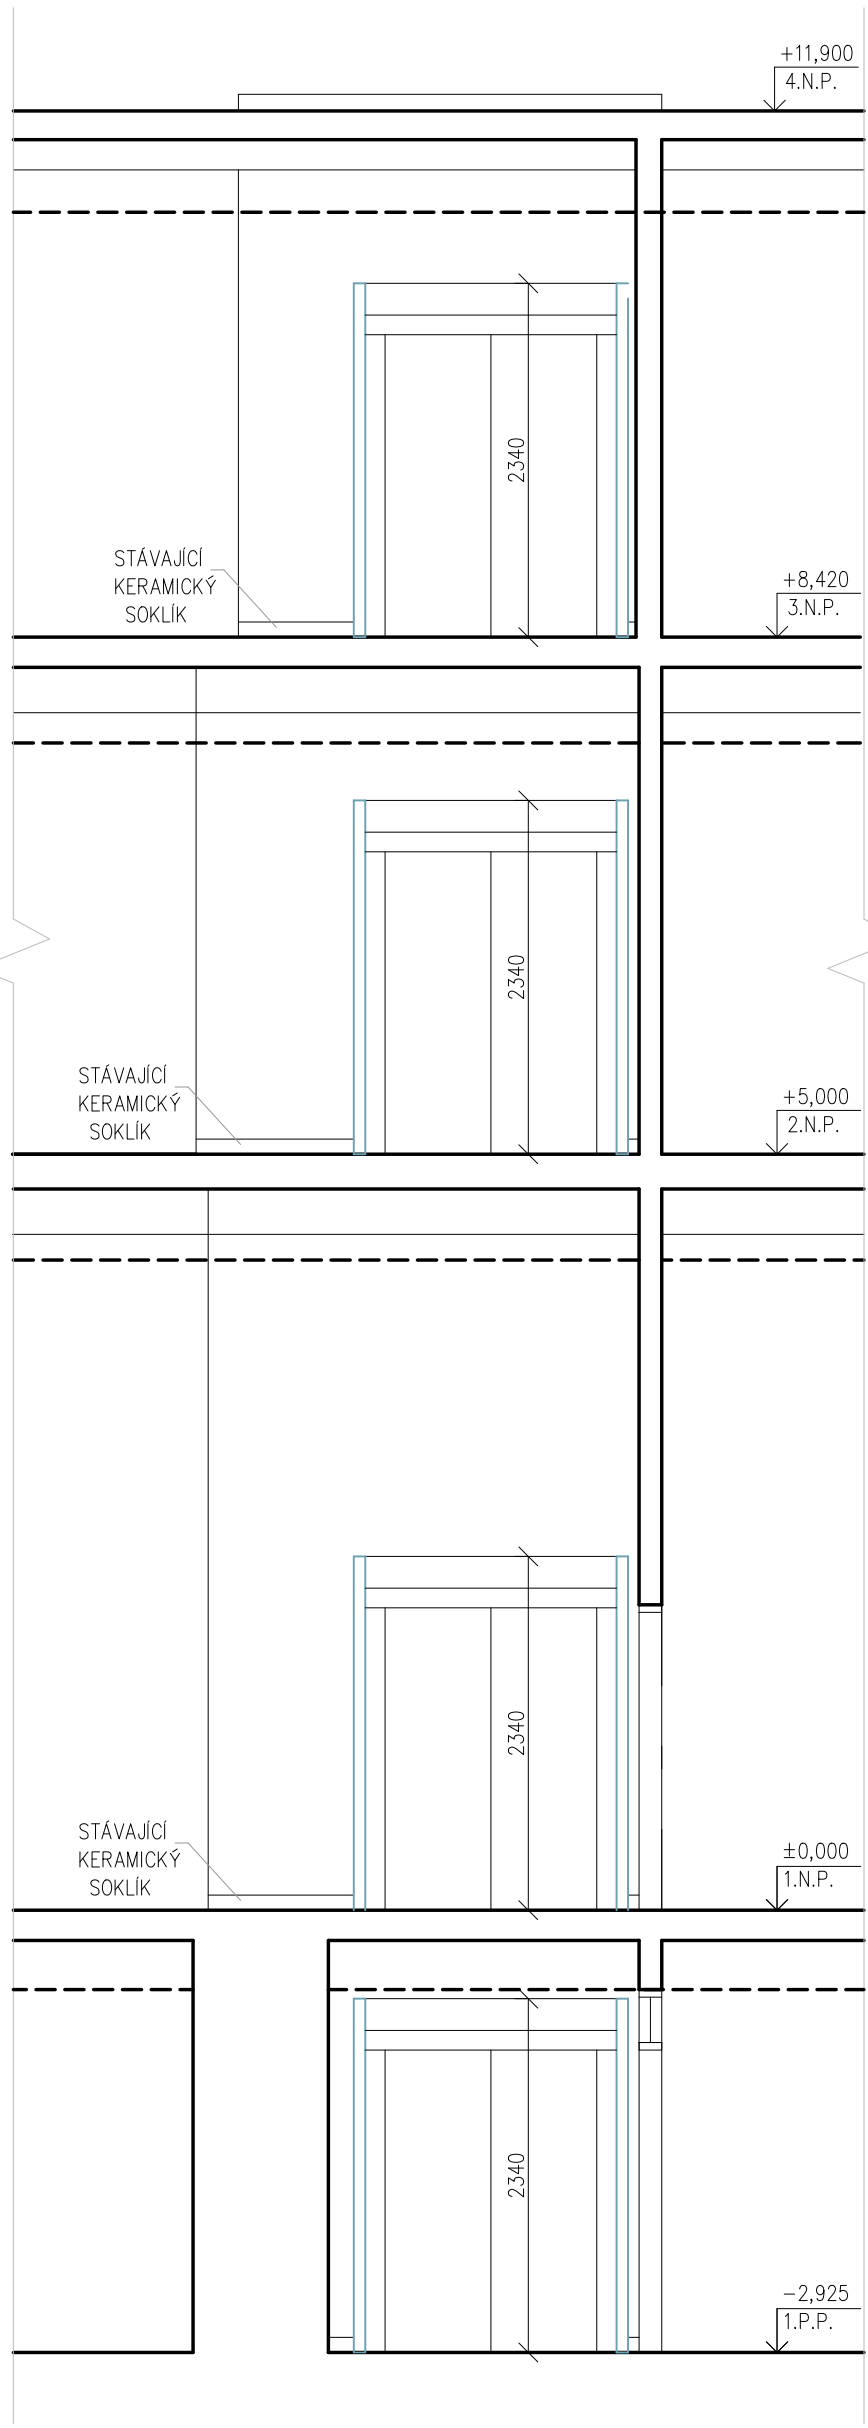 +11,900
4.N.P.
2340
STÁVAJÍCÍ
KERAMICKÝ
SOKLÍK
+8,420
3.N.P.
2340
STÁVAJÍCÍ
KERAMICKÝ
SOKLÍK
+5,000
2.N.P.
2340
STÁVAJÍCÍ
KERAMICKÝ
SOKLÍK
±0,000
1.N.P.
2340
−2,925
1.P.P.